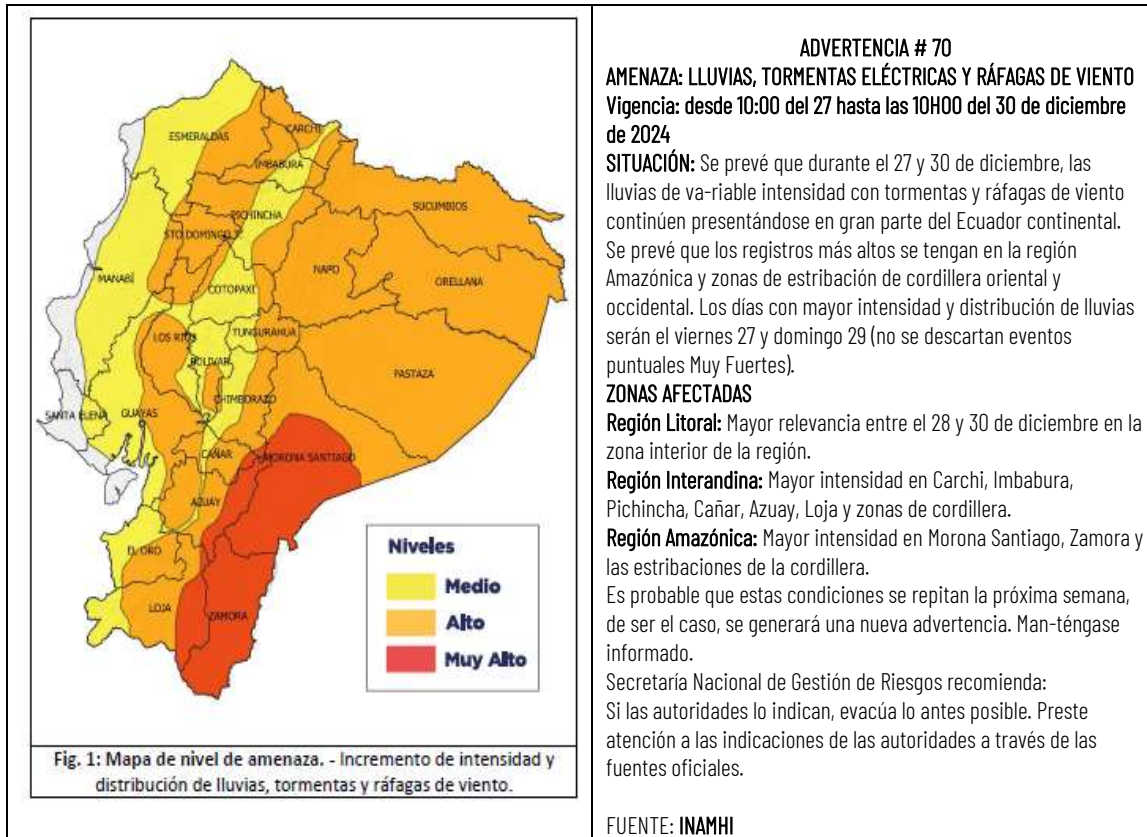 ESMERALDAS
CARCHI
IMBABURA
PICHINCHA
SUCUMBIOS
STO DOMINGO T.
NAPO
ORELLANA
MANABÍ
COTOPAXI
TUNGURAHUA
LOS RIOS
BOLIVAR
PASTAZA
SANTA ELENA
GUAYAS
CHIMBORAZO
CAÑAR
MORONA SANTIAGO
AZUAY
EL ORO
LOJA
ZAMORA
Niveles
Medio
Alto
Muy Alto
Fig. 1: Mapa de nivel de amenaza. - Incremento de intensidad y
distribución de lluvias, tormentas y ráfagas de viento.
ADVERTENCIA # 70
AMENAZA: LLUVIAS, TORMENTAS ELÉCTRICAS Y RÁFAGAS DE VIENTO
Vigencia: desde 10:00 del 27 hasta las 10H00 del 30 de diciembre
de 2024
SITUACIÓN: Se prevé que durante el 27 y 30 de diciembre, las
lluvias de va-riable intensidad con tormentas y ráfagas de viento
continúen presentándose en gran parte del Ecuador continental.
Se prevé que los registros más altos se tengan en la región
Amazónica y zonas de estribación de cordillera oriental y
occidental. Los días con mayor intensidad y distribución de lluvias
serán el viernes 27 y domingo 29 (no se descartan eventos
puntuales Muy Fuertes).
ZONAS AFECTADAS
Región Litoral: Mayor relevancia entre el 28 y 30 de diciembre en la
zona interior de la región.
Región Interandina: Mayor intensidad en Carchi, Imbabura,
Pichincha, Cañar, Azuay, Loja y zonas de cordillera.
Región Amazónica: Mayor intensidad en Morona Santiago, Zamora y
las estribaciones de la cordillera.
Es probable que estas condiciones se repitan la próxima semana,
de ser el caso, se generará una nueva advertencia. Man-téngase
informado.
Secretaría Nacional de Gestión de Riesgos recomienda:
Si las autoridades lo indican, evacúa lo antes posible. Preste
atención a las indicaciones de las autoridades a través de las
fuentes oficiales.
FUENTE: INAMHI